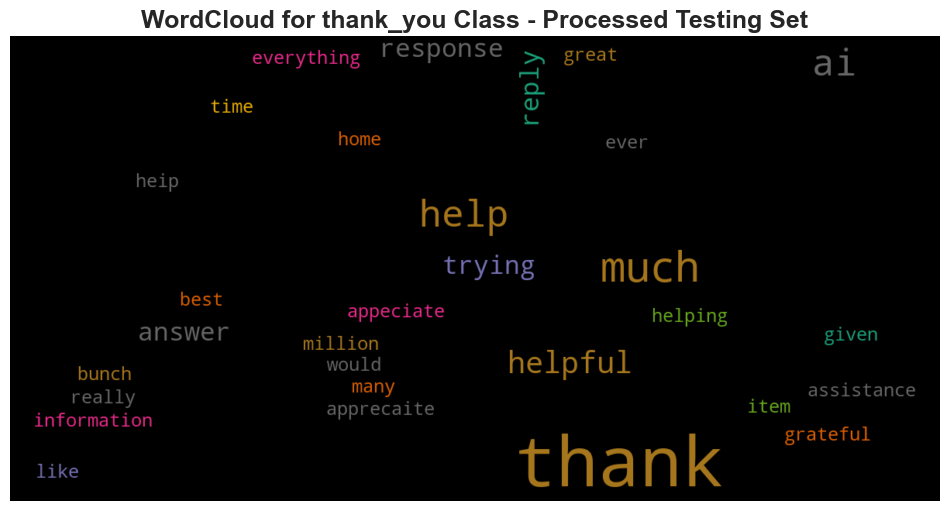 WordCloud for thank_you Class - Processed Testing Set
everything
response
reply
great
ai
time
home
ever
heip
help
trying
much
best
appeciate
helping
answer
million
given
would
helpful
bunch
many
assistance
really
apprecaite
item
information
grateful
like
thank